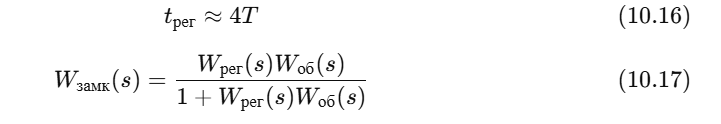 t_рег ≈ 4T (10.16)
W_замк(s) = W_рег(s)W_об(s) / 1 + W_рег(s)W_об(s) (10.17)